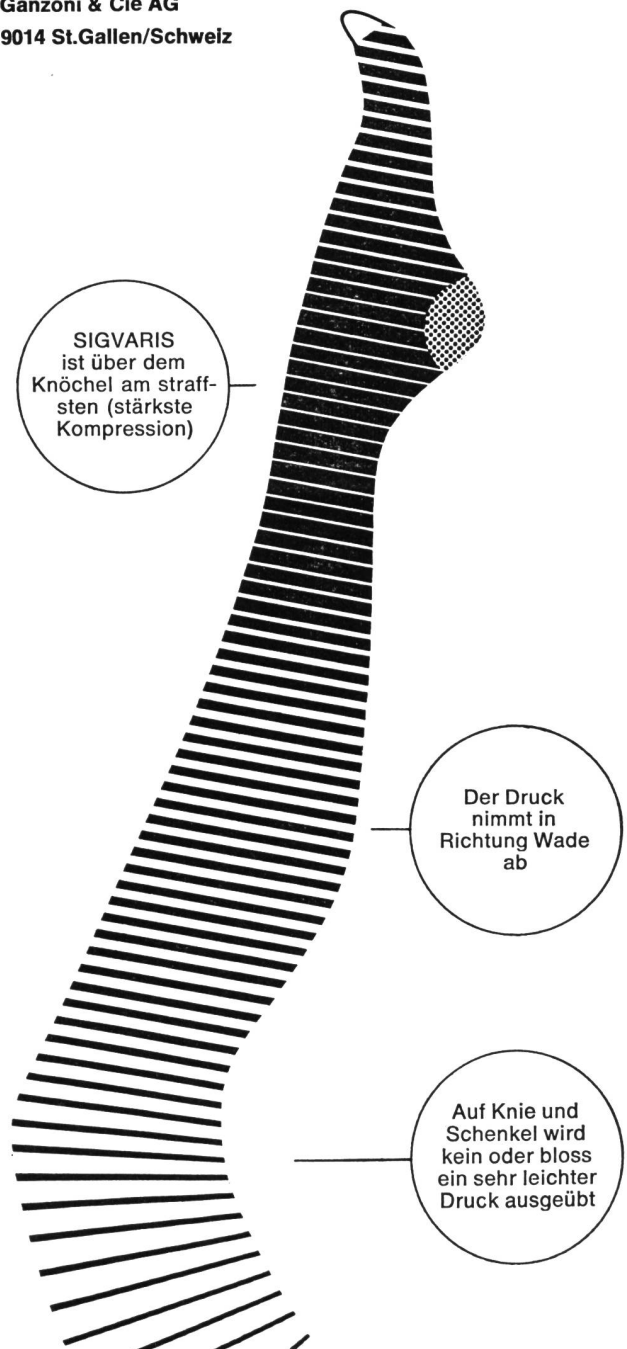 Ganzoni & Cie AG
9014 St.Gallen/Schweiz
SIGVARIS
ist über dem
Knöchel am straff-
sten (stärkste
Kompression)
Der Druck
nimmt in
Richtung Wade
ab
Auf Knie und
Schenkel wird
kein oder bloss
ein sehr leichter
Druck ausgeübt